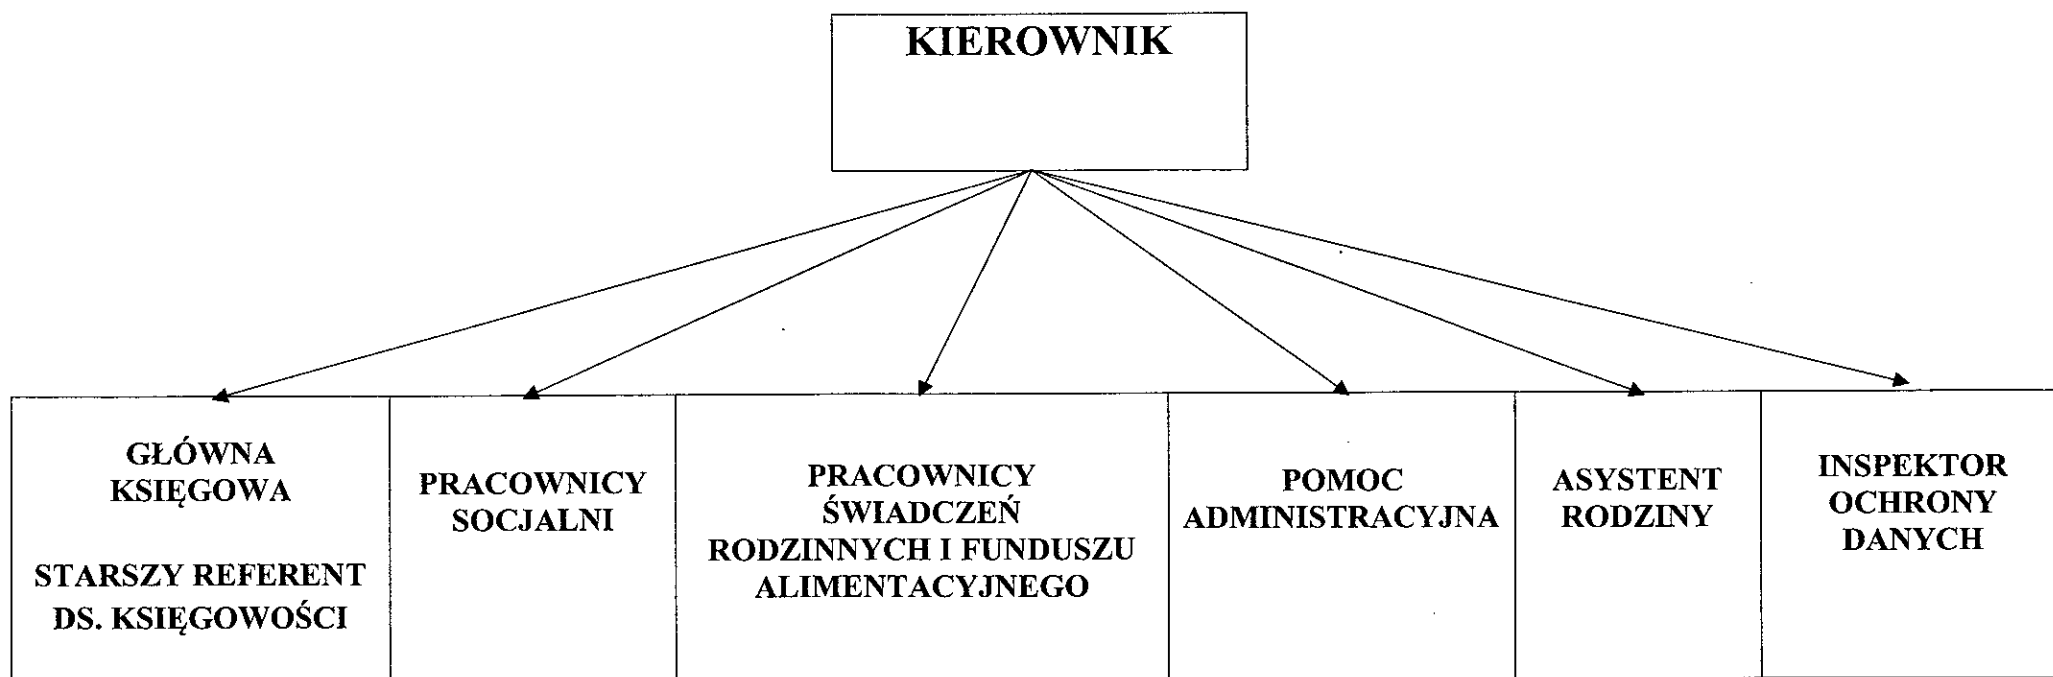 KIEROWNIK
GŁÓWNA
KSIĘGOWA
STARSZY REFERENT
DS. KSIĘGOWOŚCI
PRACOWNICY
SOCJALNI
PRACOWNICY
ŚWIADCZEŃ
RODZINNYCH I FUNDUSZU
ALIMENTACYJNEGO
POMOC
ADMINISTRACYJNA
ASYSTENT
RODZINY
INSPEKTOR
OCHRONY
DANYCH